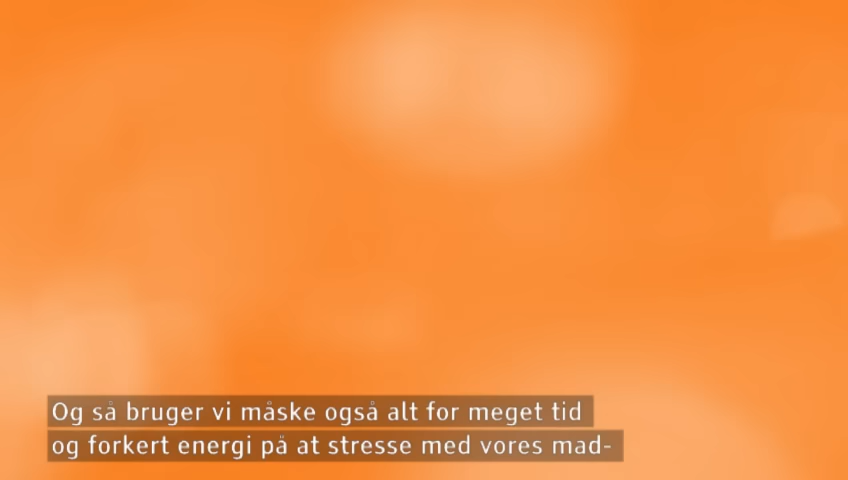 Og så bruger vi måske også alt for meget tid
og forkert energi på at stresse med vores mad-